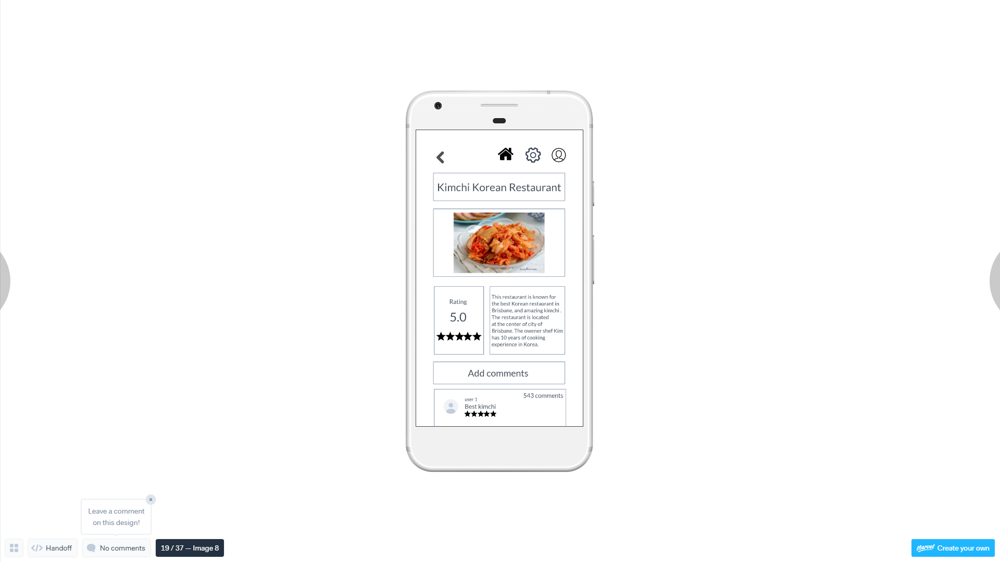 Kimchi Korean Restaurant
Rating
5.0
This restaurant is known for
the best Korean restaurant in
Brisbane, and amazing kimchi .
The restaurant is located
at the center of city of
Brisbane. The owener shef Kim
has 10 years of cooking
experience in Korea.
Add comments
543 comments
user 1
Best kimchi
Leave a comment
on this design!
Handoff
No comments
19 / 37 — Image 8
Marvel Create your own